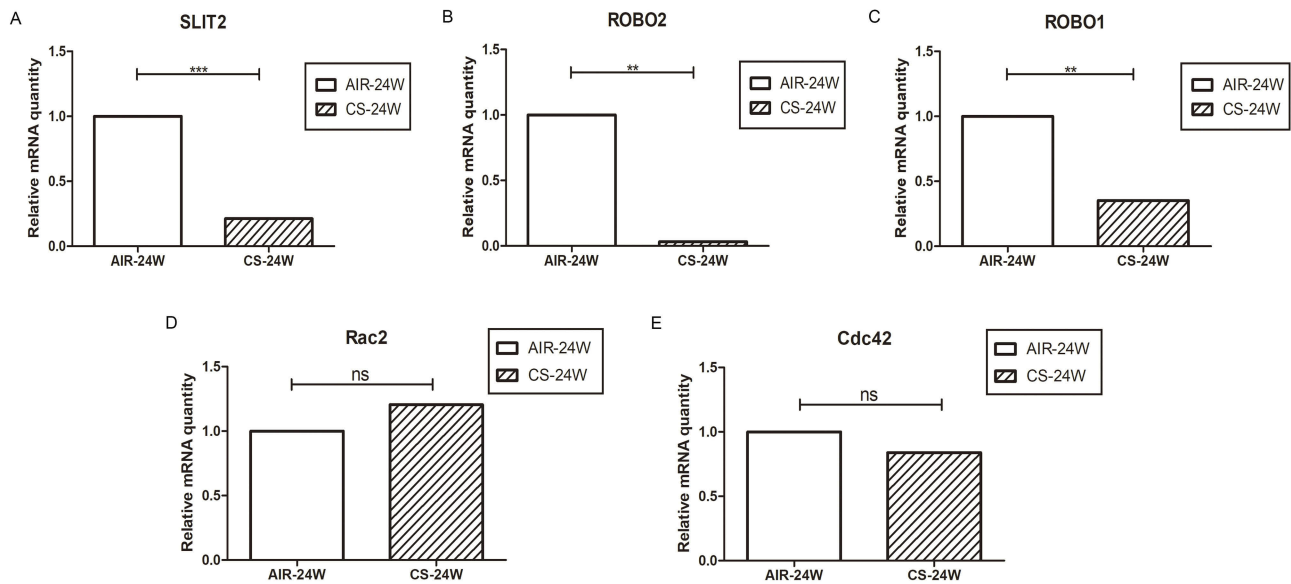 A
SLIT2
Relative mRNA quantity
1.5
1.0
0.5
0.0
***
AIR-24W
CS-24W
AIR-24W
CS-24W
B
ROBO2
Relative mRNA quantity
1.5
1.0
0.5
0.0
**
AIR-24W
CS-24W
AIR-24W
CS-24W
C
ROBO1
Relative mRNA quantity
1.5
1.0
0.5
0.0
**
AIR-24W
CS-24W
AIR-24W
CS-24W
D
Rac2
Relative mRNA quantity
1.5
1.0
0.5
0.0
ns
AIR-24W
CS-24W
AIR-24W
CS-24W
E
Cdc42
Relative mRNA quantity
1.5
1.0
0.5
0.0
ns
AIR-24W
CS-24W
AIR-24W
CS-24W